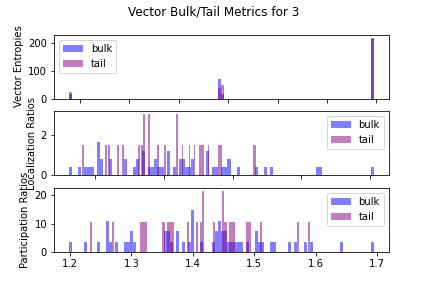 Vector Bulk/Tail Metrics for 3
Vector Entropies
200
100
0
bulk
tail
Localization Ratios
2
0
bulk
tail
Participation Ratios
20
10
0
bulk
tail
1.2 1.3 1.4 1.5 1.6 1.7